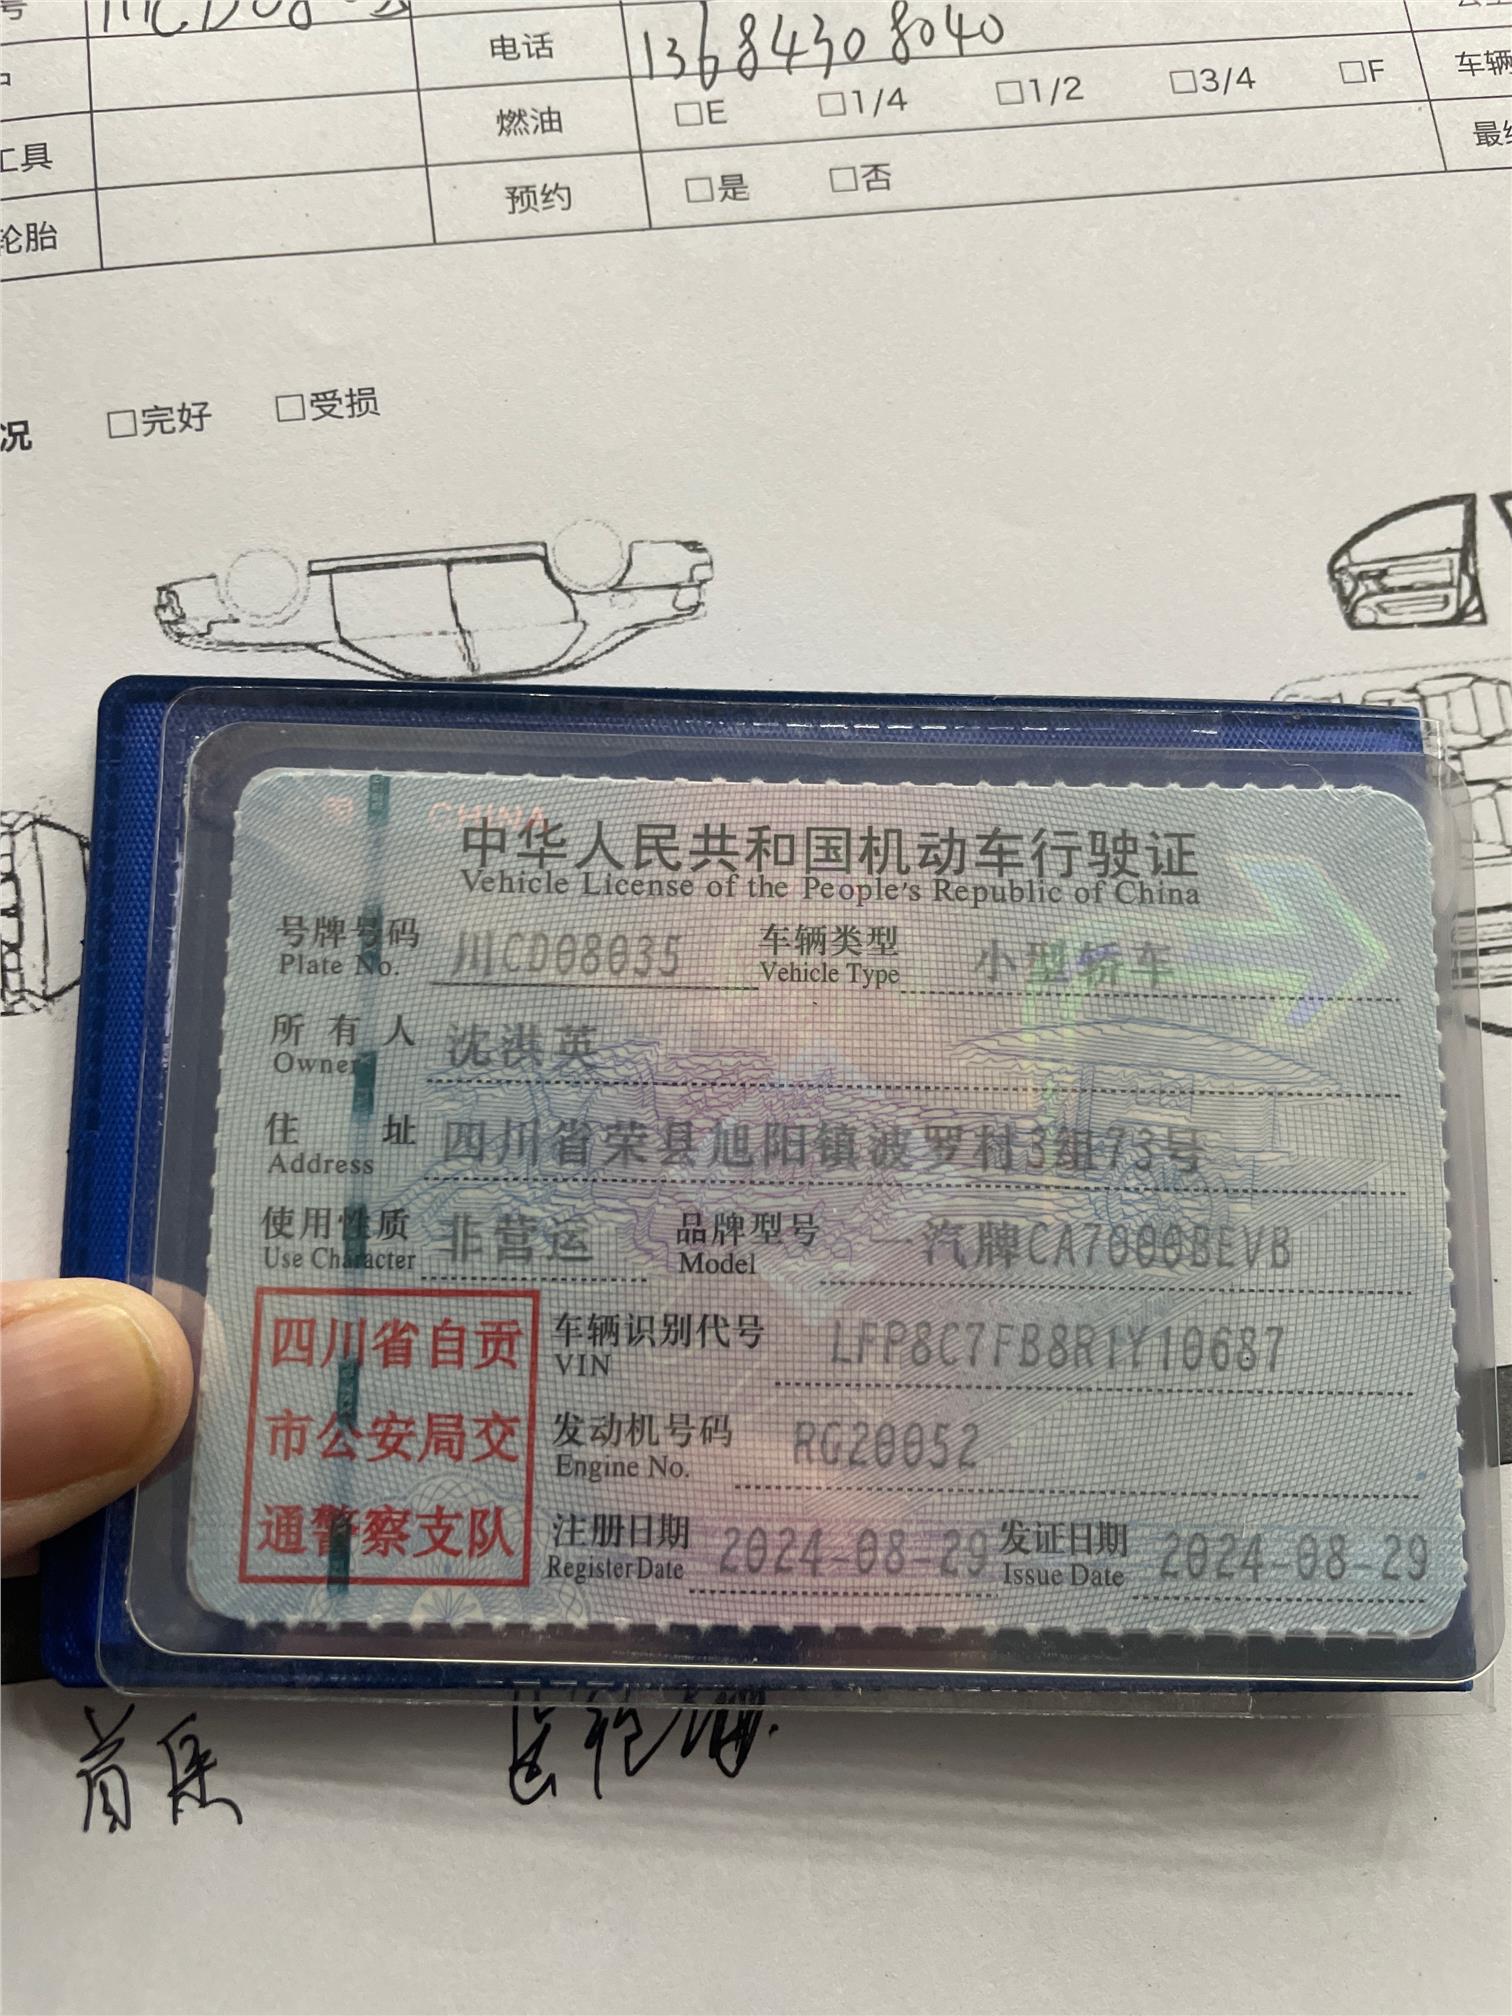 号
电话 13684308040
燃油 □E □1/4 □1/2 □3/4 □F 车辆
工具
预约 □是 □否
轮胎
况 □完好 □受损
CHINA
中华人民共和国机动车行驶证
Vehicle License of the People's Republic of China
号牌号码 川CD08035 车辆类型 小型轿车
Plate No. Vehicle Type
所有人 沈洪英
Owner
住址 四川省荣县旭阳镇波罗村3组73号
Address
使用性质 非营运 品牌型号 一汽牌CA7000BEVB
Use Character Model
四川省自贡
市公安局交
通警察支队
车辆识别代号 LFP8C7FB8R1Y10687
VIN
发动机号码 RG20052
Engine No.
注册日期 2024-08-29 发证日期 2024-08-29
Register Date Issue Date
首保